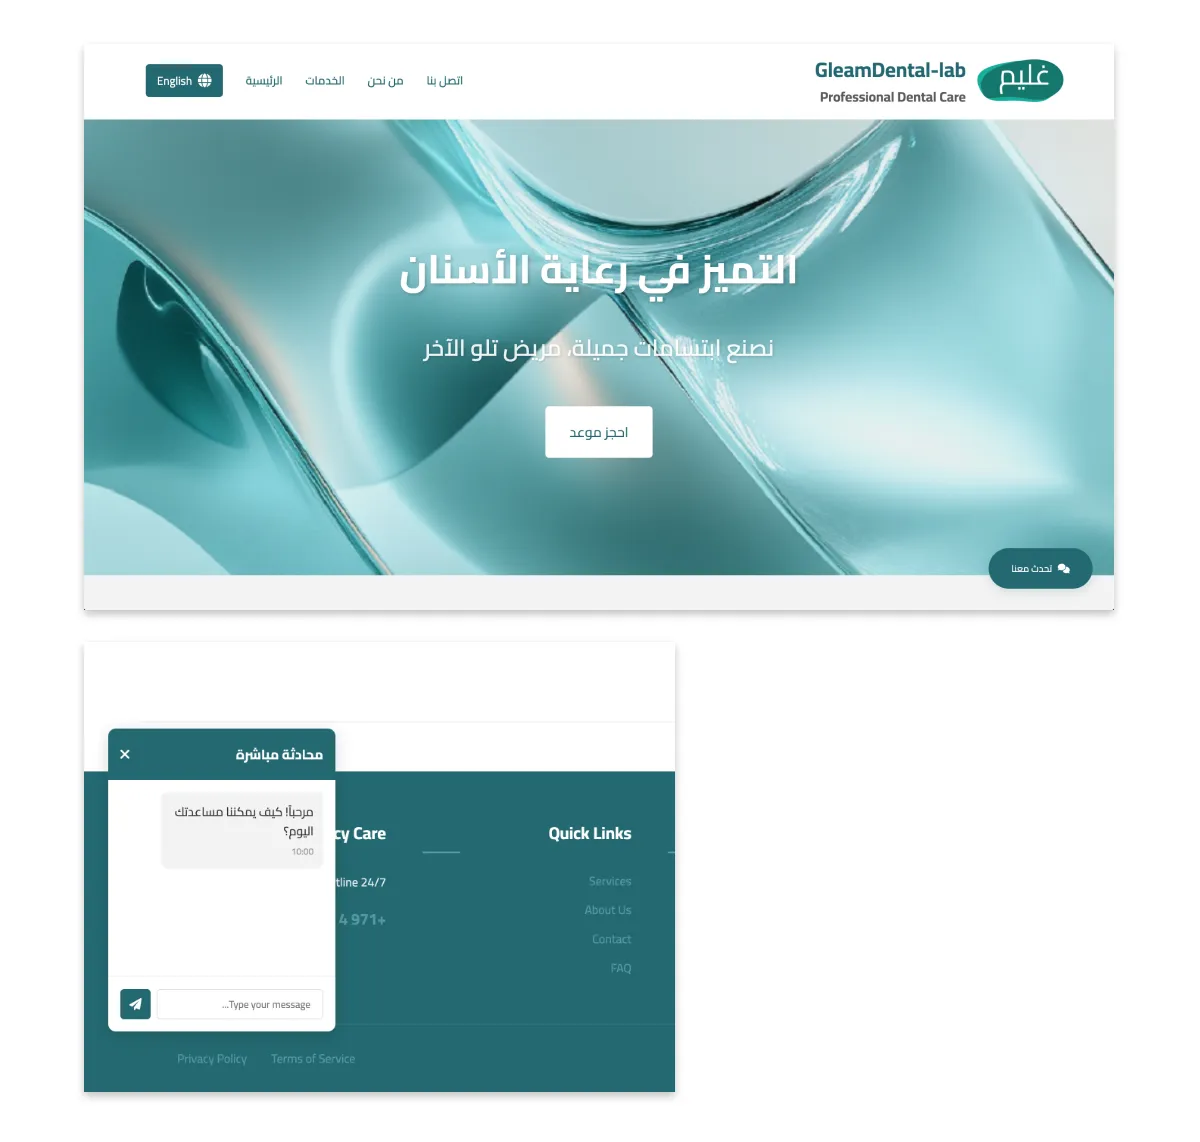 غليم
GleamDental-lab
Professional Dental Care
اتصل بنا
من نحن
الخدمات
الرئيسية
English
التميز في رعاية الأسنان
نصنع ابتسامات جميلة، مريض تلو الآخر
احجز موعد
تحدث معنا
محادثة مباشرة
مرحباً! كيف يمكننا مساعدتك
اليوم؟
10:00
Type your message...
Quick Links
Services
About Us
Contact
FAQ
cy Care
tline 24/7
4 971+
Privacy Policy
Terms of Service